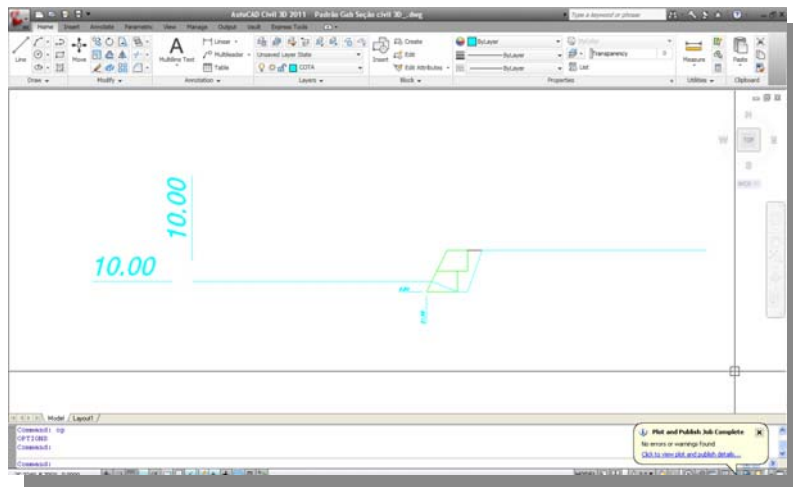 AutoCAD Civil 3D 2011 Padrão Gab Seção civil 3D_.dwg
Type a keyword or phrase
Home Insert Annotate Parametric View Manage Output Vault Express Tools
Line Move Multiline Text Linear Multileader Table Unsaved Layer State COTA Insert Create Edit Edit Attributes ByLayer ByLayer ByLayer Transparency 0 List Measure Paste
Draw Modify Annotation Layers Block Properties Utilities Clipboard
TOP
10.00
10.00
Model Layout1
Command: op
OPTIONS
Command:
Command:
Plot and Publish Job Complete
No errors or warnings found
Click to view plot and publish details...